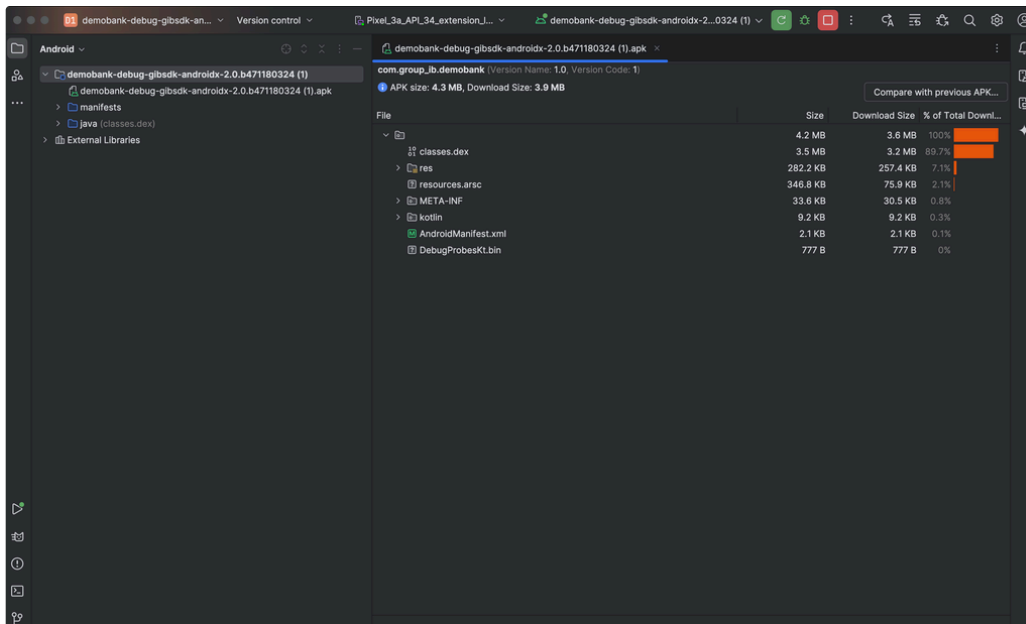 D1 demobank-debug-gibsdk-an... Version control Pixel_3a_API_34_extension_l... demobank-debug-gibsdk-androidx-2.0...0324 (1)
Android
demobank-debug-gibsdk-androidx-2.0.b471180324 (1)
demobank-debug-gibsdk-androidx-2.0.b471180324 (1).apk
manifests
java (classes.dex)
External Libraries
demobank-debug-gibsdk-androidx-2.0.b471180324 (1).apk
com.group_ib.demobank (Version Name: 1.0, Version Code: 1)
APK size: 4.3 MB, Download Size: 3.9 MB
Compare with previous APK...
File Size Download Size % of Total Downl...
4.2 MB 3.6 MB 100%
classes.dex 3.5 MB 3.2 MB 89.7%
res 282.2 KB 257.4 KB 7.1%
resources.arsc 346.8 KB 75.9 KB 2.1%
META-INF 33.6 KB 30.5 KB 0.8%
kotlin 9.2 KB 9.2 KB 0.3%
AndroidManifest.xml 2.1 KB 2.1 KB 0.1%
DebugProbesKt.bin 777 B 777 B 0%